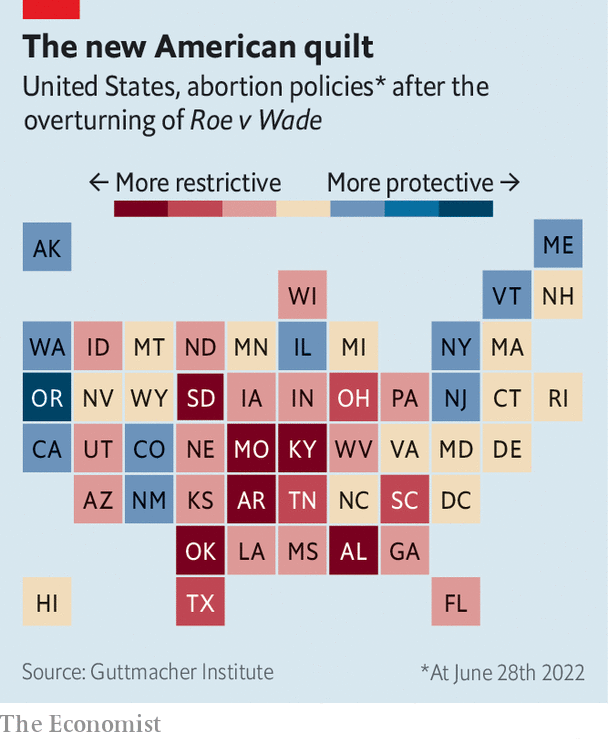 The new American quilt
United States, abortion policies* after the
overturning of Roe v Wade
← More restrictive More protective →
AK ME
WI VT NH
WA ID MT ND MN IL MI NY MA
OR NV WY SD IA IN OH PA NJ CT RI
CA UT CO NE MO KY WV VA MD DE
AZ NM KS AR TN NC SC DC
OK LA MS AL GA
HI TX FL
Source: Guttmacher Institute *At June 28th 2022
The Economist